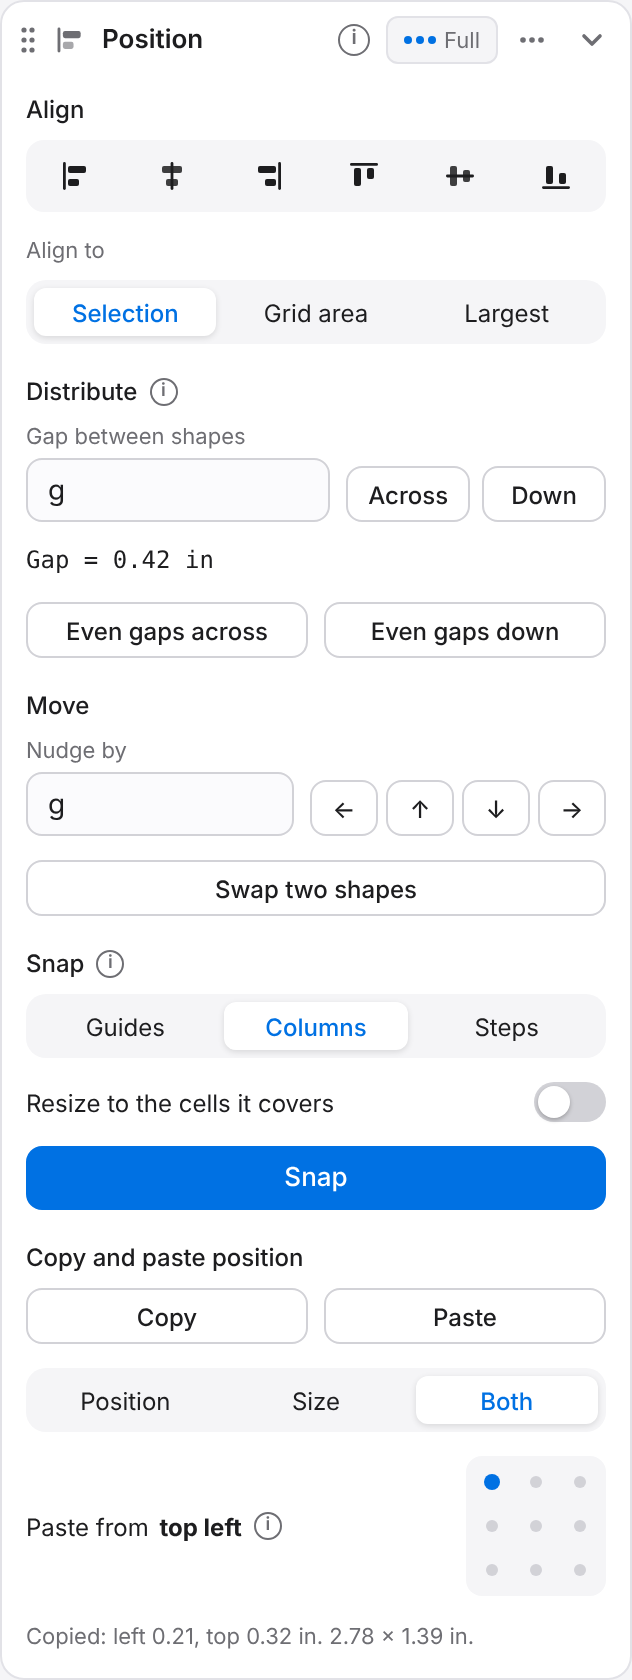 Position
Full
Align
Align to
Selection Grid area Largest
Distribute
Gap between shapes
g Across Down
Gap = 0.42 in
Even gaps across Even gaps down
Move
Nudge by
g ← ↑ ↓ →
Swap two shapes
Snap
Guides Columns Steps
Resize to the cells it covers
Snap
Copy and paste position
Copy Paste
Position Size Both
Paste from top left
Copied: left 0.21, top 0.32 in. 2.78 × 1.39 in.